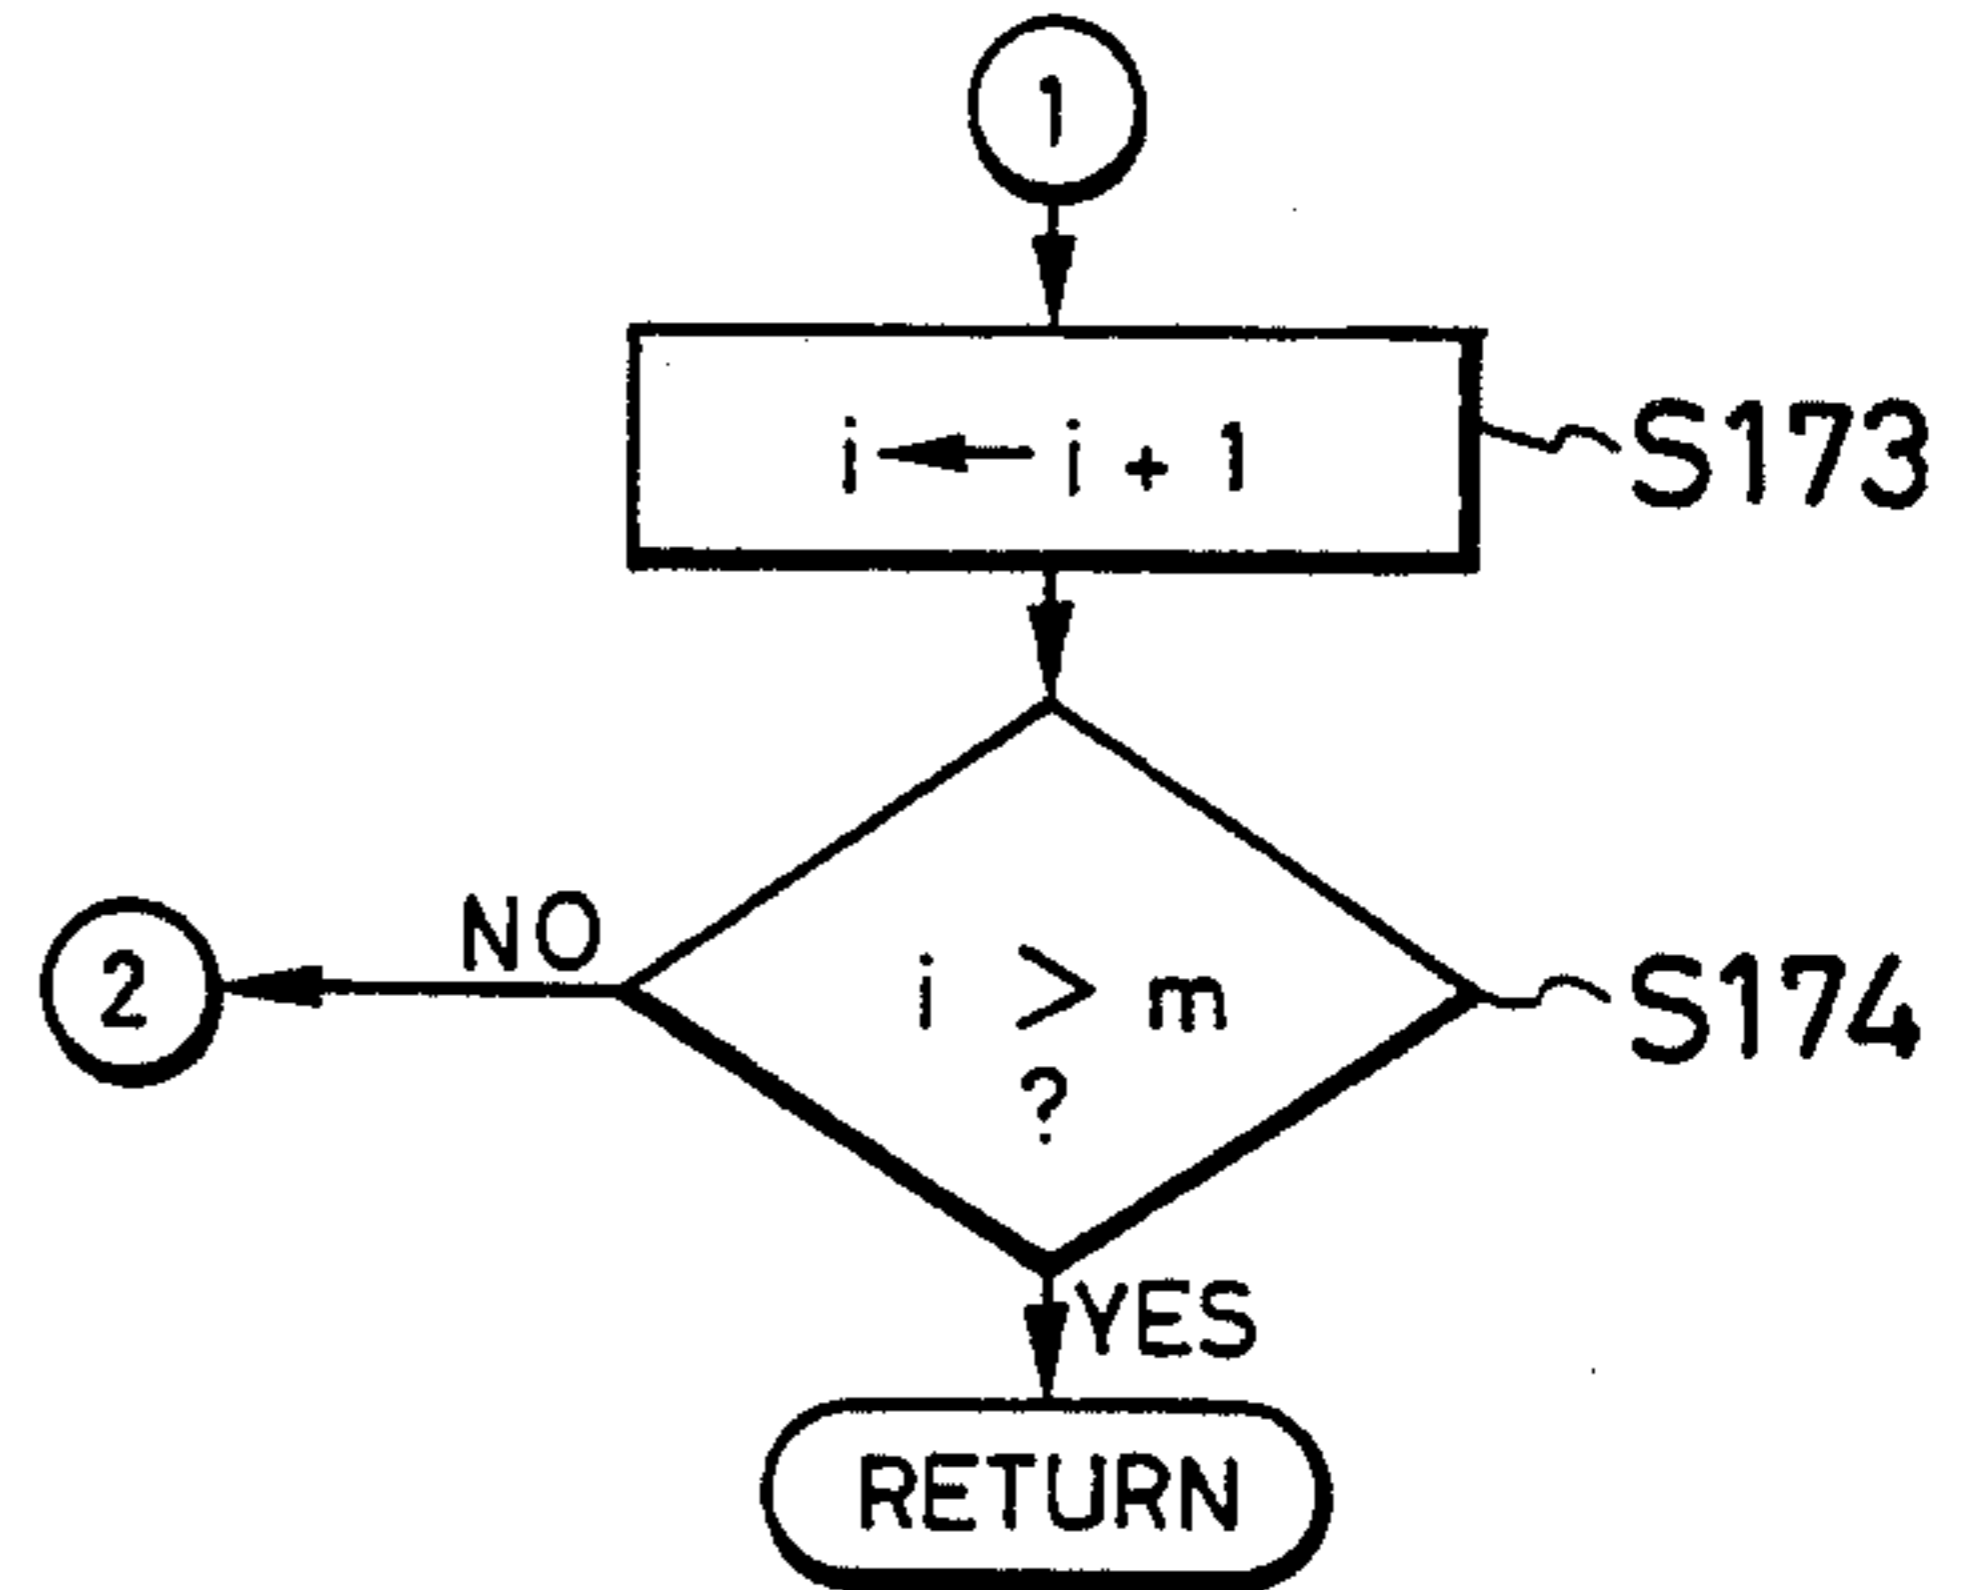 1
i ← i + 1
S173
NO
2
i > m
?
S174
YES
RETURN